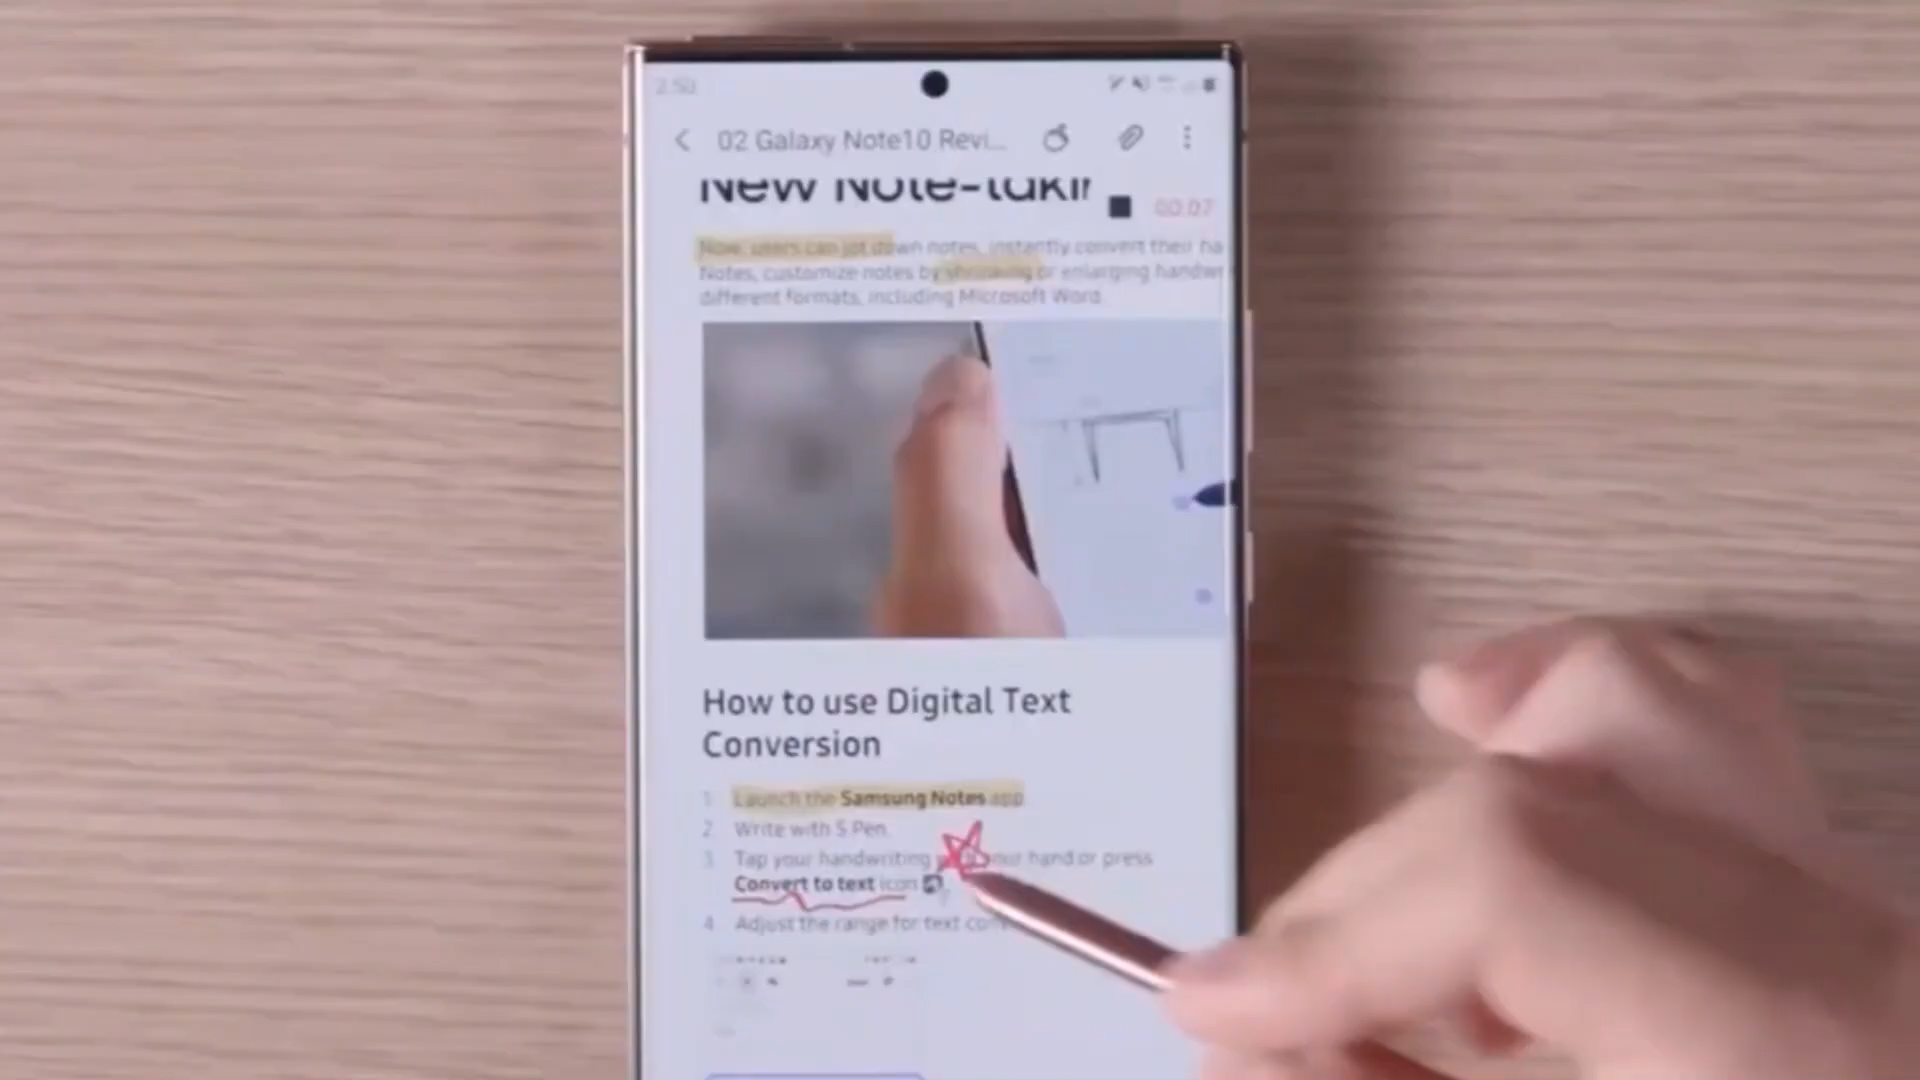 2:50
02 Galaxy Note10 Revi...
New Note-takin
00:07
Now, users can jot down notes, instantly convert their ha
Notes, customize notes by shrinking or enlarging handwr
different formats, including Microsoft Word.
How to use Digital Text
Conversion
1. Launch the Samsung Notes app
2. Write with S Pen.
3. Tap your handwriting your hand or press
Convert to text icon
4. Adjust the range for text